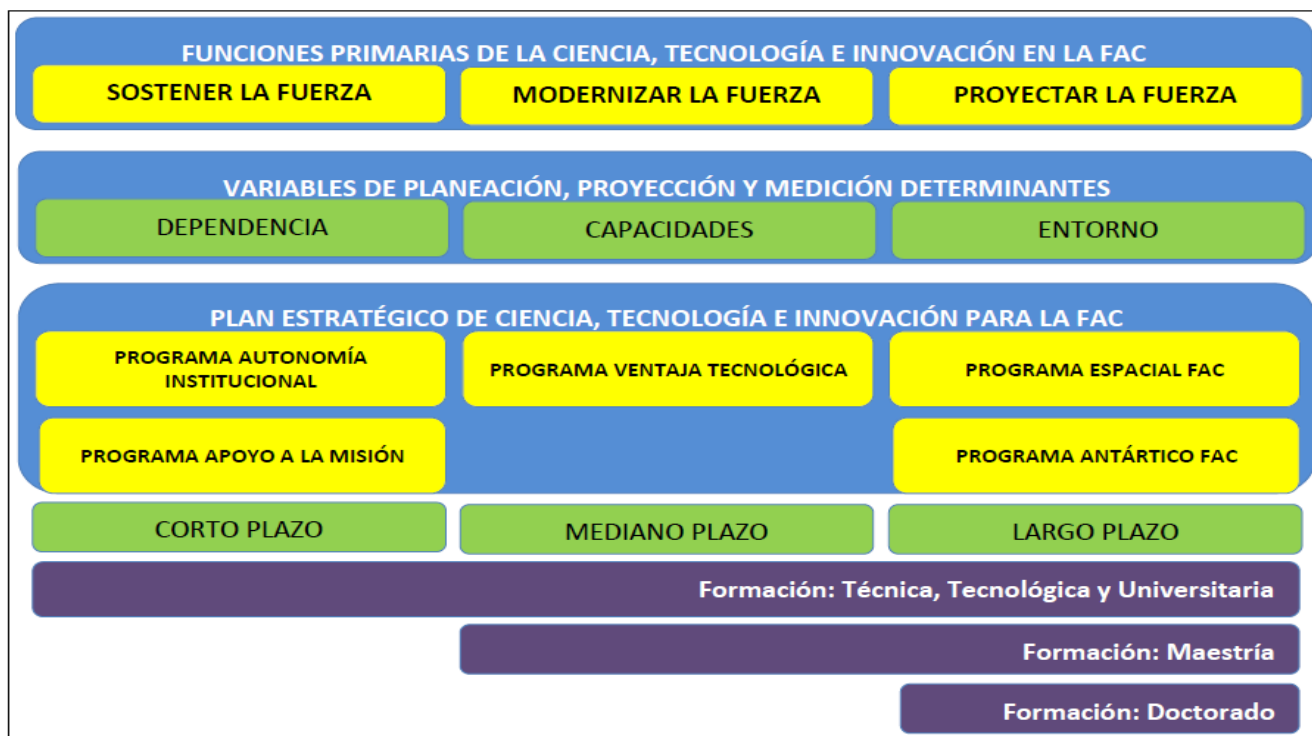 FUNCIONES PRIMARIAS DE LA CIENCIA, TECNOLOGÍA E INNOVACIÓN EN LA FAC
SOSTENER LA FUERZA
MODERNIZAR LA FUERZA
PROYECTAR LA FUERZA
VARIABLES DE PLANEACIÓN, PROYECCIÓN Y MEDICIÓN DETERMINANTES
DEPENDENCIA
CAPACIDADES
ENTORNO
PLAN ESTRATÉGICO DE CIENCIA, TECNOLOGÍA E INNOVACIÓN PARA LA FAC
PROGRAMA AUTONOMÍA
INSTITUCIONAL
PROGRAMA VENTAJA TECNOLÓGICA
PROGRAMA ESPACIAL FAC
PROGRAMA APOYO A LA MISIÓN
PROGRAMA ANTÁRTICO FAC
CORTO PLAZO
MEDIANO PLAZO
LARGO PLAZO
Formación: Técnica, Tecnológica y Universitaria
Formación: Maestría
Formación: Doctorado